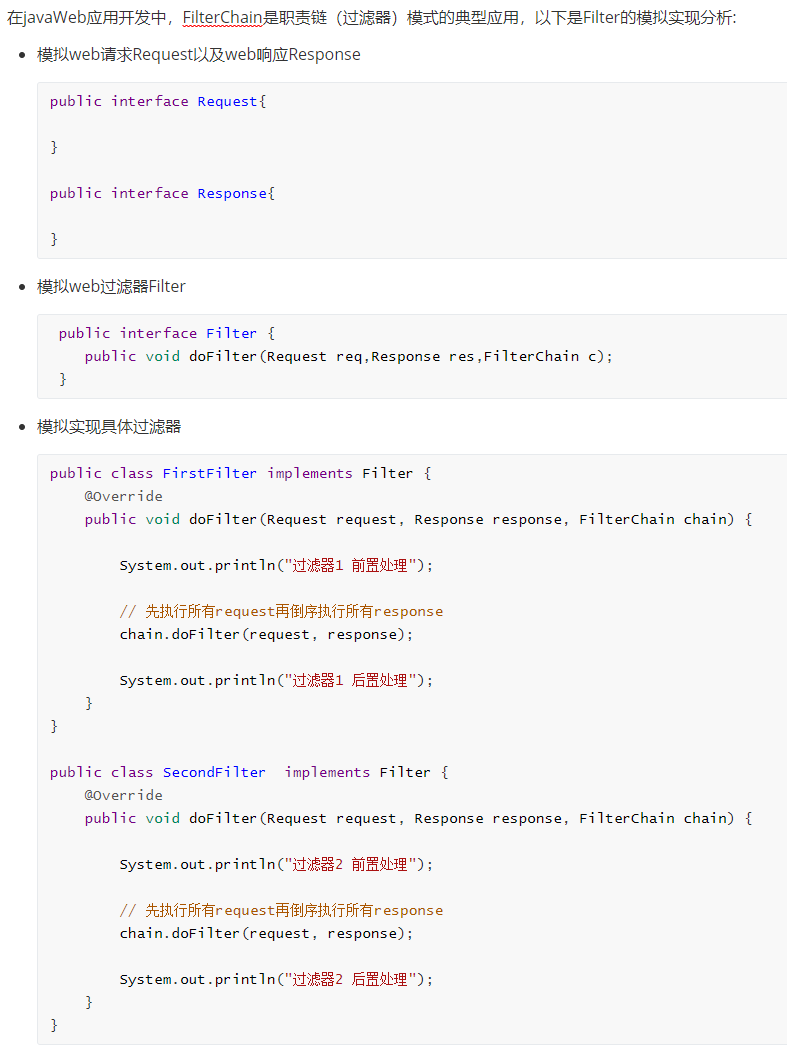 在javaWeb应用开发中，FilterChain是职责链（过滤器）模式的典型应用，以下是Filter的模拟实现分析:
模拟web请求Request以及web响应Response
public interface Request{
}
public interface Response{
}
模拟web过滤器Filter
public interface Filter {
public void doFilter(Request req,Response res,FilterChain c);
}
模拟实现具体过滤器
public class FirstFilter implements Filter {
@Override
public void doFilter(Request request, Response response, FilterChain chain) {
System.out.println("过滤器1 前置处理");
// 先执行所有request再倒序执行所有response
chain.doFilter(request, response);
System.out.println("过滤器1 后置处理");
}
}
public class SecondFilter  implements Filter {
@Override
public void doFilter(Request request, Response response, FilterChain chain) {
System.out.println("过滤器2 前置处理");
// 先执行所有request再倒序执行所有response
chain.doFilter(request, response);
System.out.println("过滤器2 后置处理");
}
}